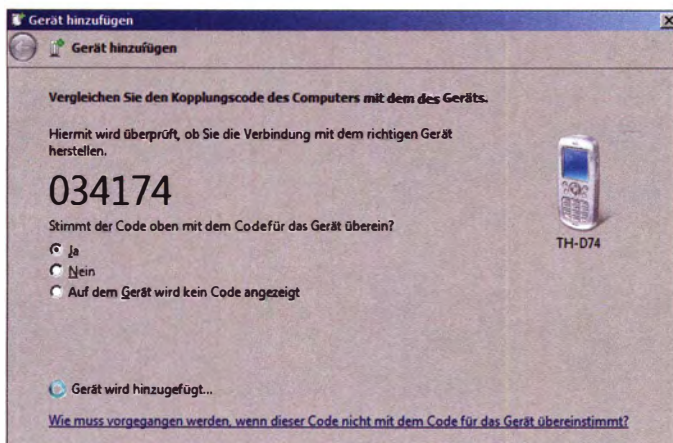 Gerät hinzufügen
Gerät hinzufügen
Vergleichen Sie den Kopplungscode des Computers mit dem des Geräts.
Hiermit wird überprüft, ob Sie die Verbindung mit dem richtigen Gerät
herstellen.
034174
Stimmt der Code oben mit dem Codefür das Gerät überein?
Ja
Nein
Auf dem Gerät wird kein Code angezeigt
TH-D74
Gerät wird hinzugefügt...
Wie muss vorgegangen werden, wenn dieser Code nicht mit dem Code für das Gerät übereinstimmt?